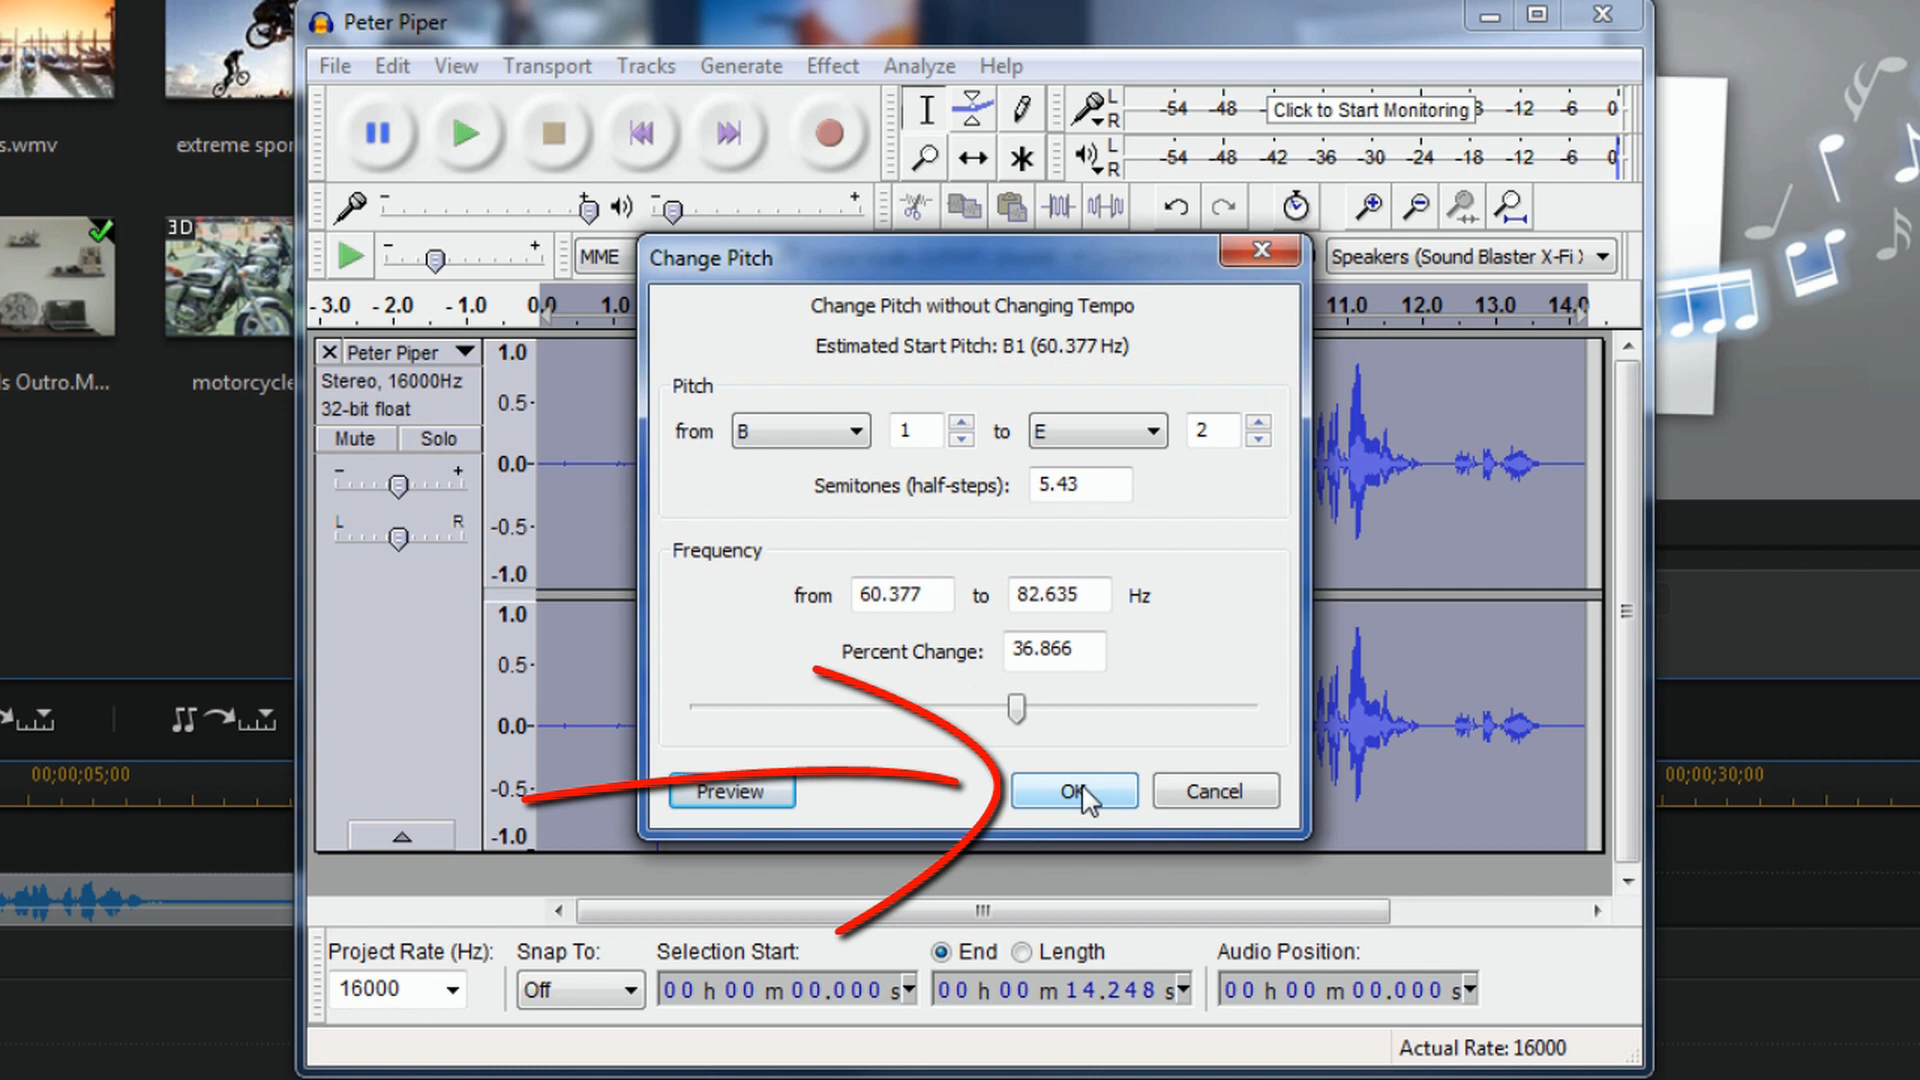 Peter Piper
File Edit View Transport Tracks Generate Effect Analyze Help
L
R
-54 -48 Click to Start Monitoring -12 -6 0
L
R
-54 -48 -42 -36 -30 -24 -18 -12 -6 0
s.wmv
extreme spor
3D
MME
Speakers (Sound Blaster X-Fi )
-3.0 -2.0 -1.0 0.0 1.0 11.0 12.0 13.0 14.0
ls Outro.M...
motorcycle
Peter Piper
Stereo, 16000Hz
32-bit float
Mute Solo
- +
L R
1.0
0.5
0.0
-0.5
-1.0
1.0
0.5
0.0
-0.5
-1.0
Change Pitch
Change Pitch without Changing Tempo
Estimated Start Pitch: B1 (60.377 Hz)
Pitch
from B 1 to E 2
Semitones (half-steps): 5.43
Frequency
from 60.377 to 82.635 Hz
Percent Change: 36.866
Preview OK Cancel
00;00;05;00
00;00;30;00
Project Rate (Hz): Snap To: Selection Start: End Length Audio Position:
16000 Off 00 h 00 m 00.000 s 00 h 00 m 14.248 s 00 h 00 m 00.000 s
Actual Rate: 16000